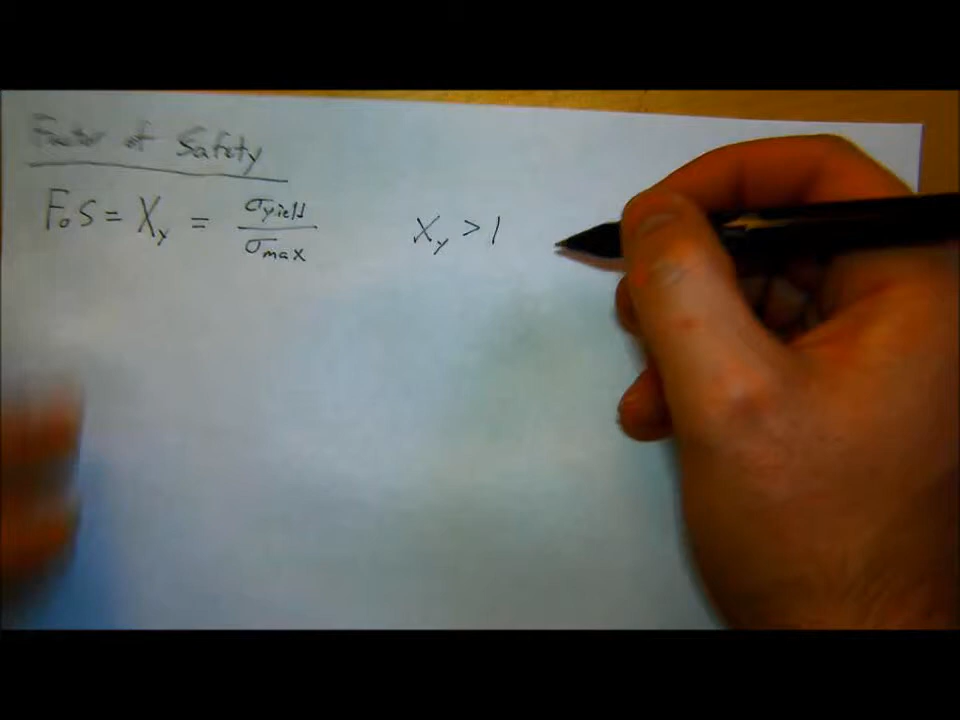 Factor of Safety
FoS = Xy = σyield / σmax    Xy > 1